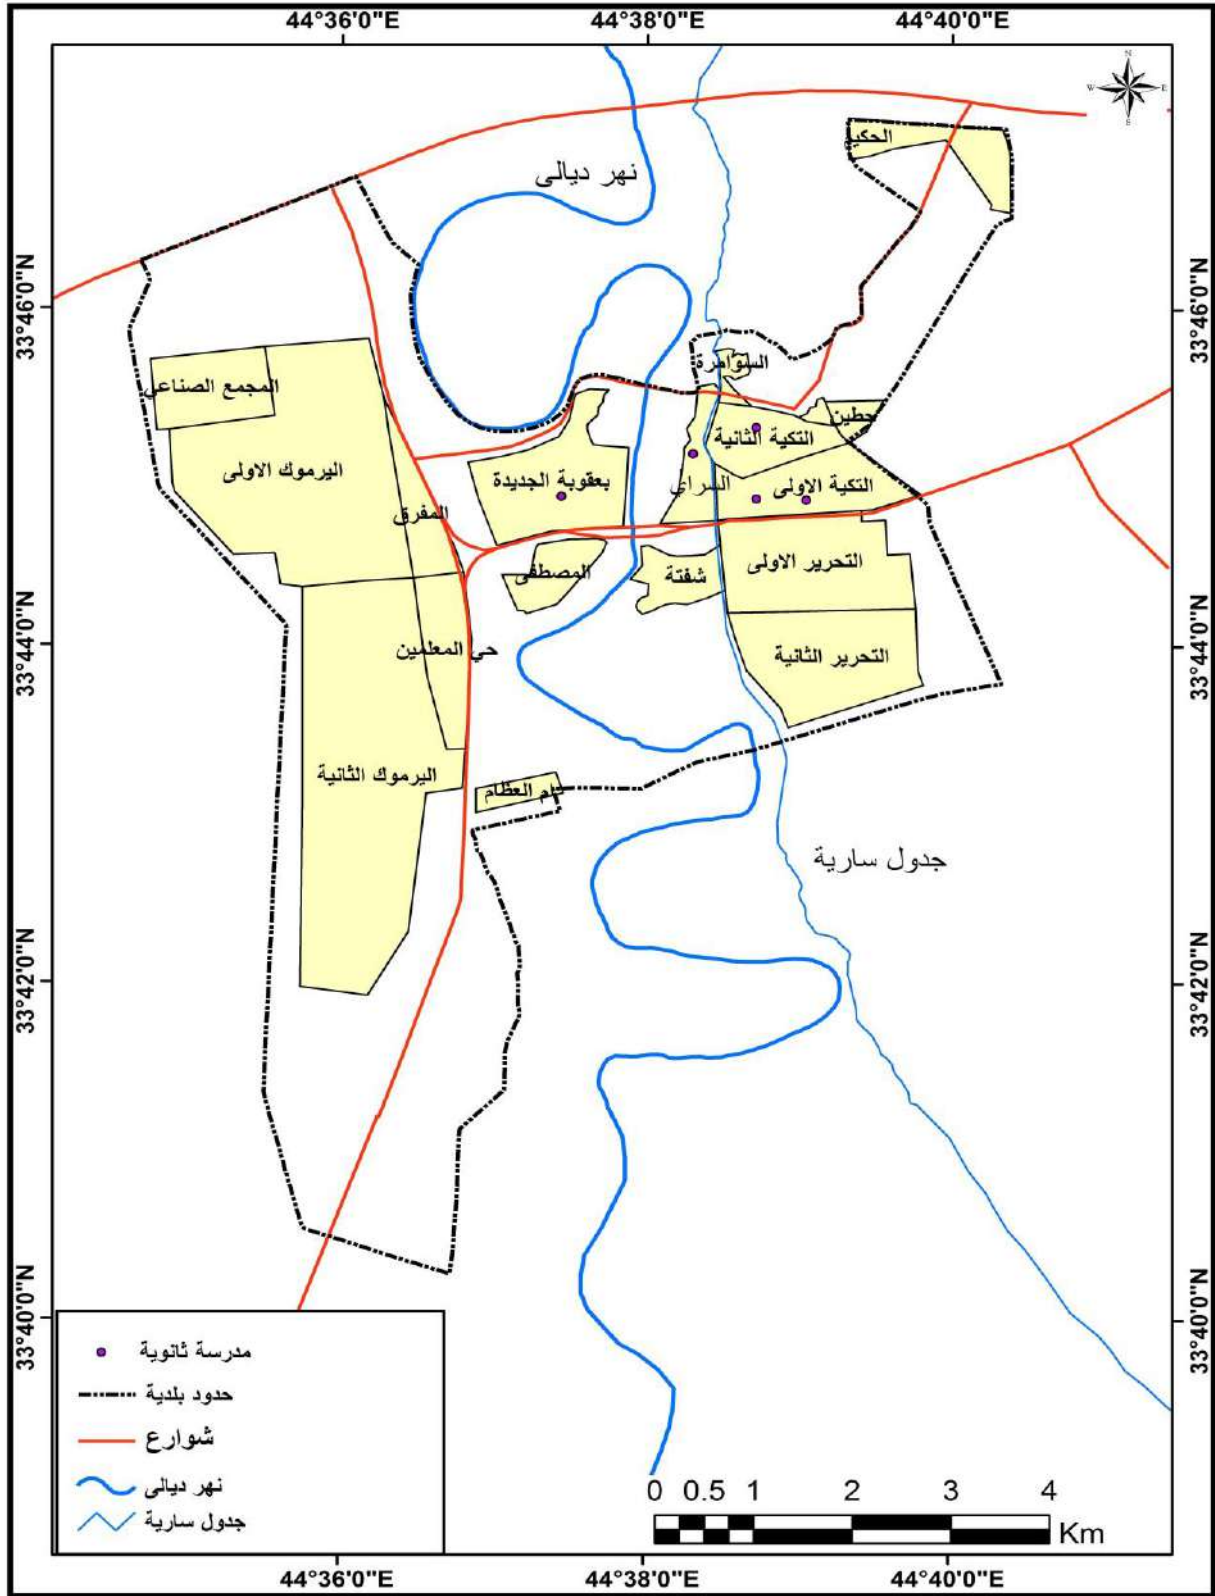 44°36'0"E 44°38'0"E 44°40'0"E
N
W E
S
الحكيم
نهر ديالى
33°46'0"N 33°46'0"N
السوامرة
المجمع الصناعي
حطين
التكية الثانية
اليرموك الاولى
بعقوبة الجديدة
السراي
التكية الاولى
المفرق
المصطفى
شفتة
التحرير الاولى
33°44'0"N 33°44'0"N
حي المعلمين
التحرير الثانية
اليرموك الثانية
ام العظام
جدول سارية
33°42'0"N 33°42'0"N
33°40'0"N 33°40'0"N
مدرسة ثانوية
حدود بلدية
شوارع
نهر ديالى
جدول سارية
0 0.5 1 2 3 4
Km
44°36'0"E 44°38'0"E 44°40'0"E